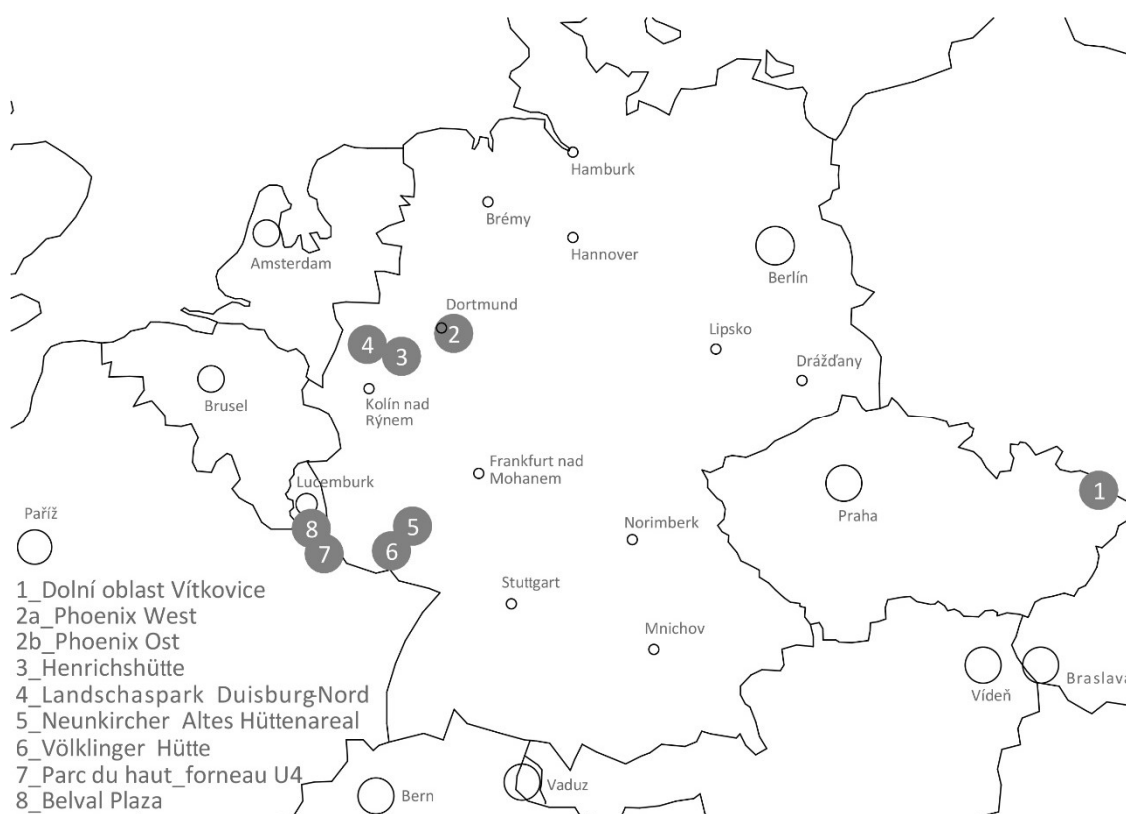 Hamburk
Brémy
Hannover
Amsterdam
Berlín
Dortmund
2
4
3
Lipsko
Drážďany
Brusel
Kolín nad
Rýnem
Frankfurt nad
Mohanem
Lucemburk
1
Praha
Paříž
8
5
7
6
Norimberk
Stuttgart
Mnichov
Vídeň
Braslava
Vaduz
Bern
1_Dolní oblast Vítkovice
2a_Phoenix West
2b_Phoenix Ost
3_Henrichshütte
4_Landschaspark Duisburg-Nord
5_Neunkircher Altes Hüttenareal
6_Völklinger Hütte
7_Parc du haut_forneau U4
8_Belval Plaza